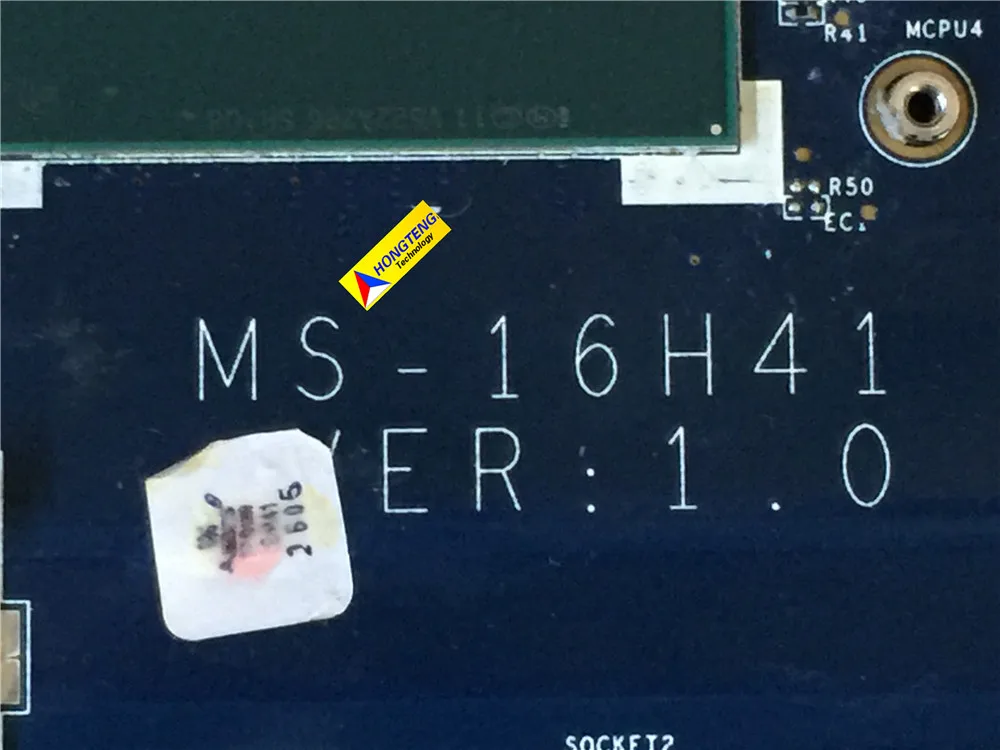 R41
MCPU4
R50
EC1
HONGTENG
Technology
MS-16H41
VER:1.0
2605
SOCKET2